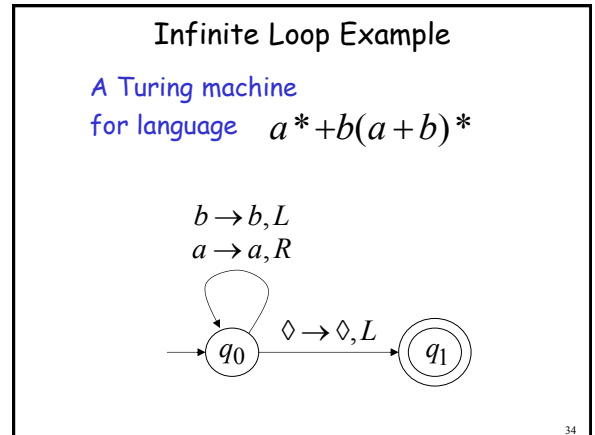 Infinite Loop Example
A Turing machine
for language a*+b(a+b)*
b→b,L
a→a,R
◊→◊,L
q0 q1
34